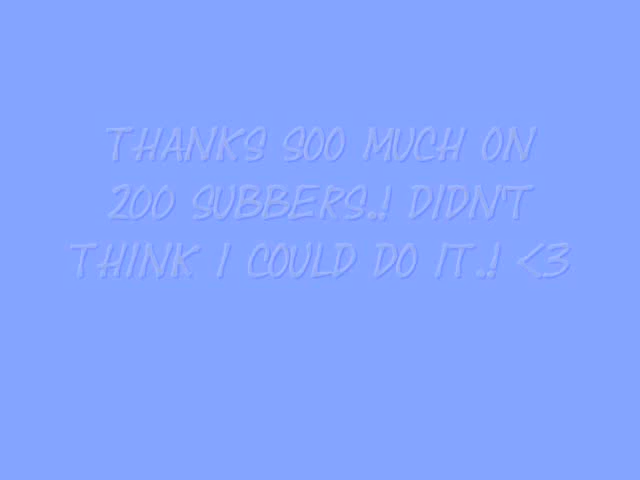 THANKS SOO MUCH ON
200 SUBBERS..! DIDN'T
THINK I COULD DO IT..! <3